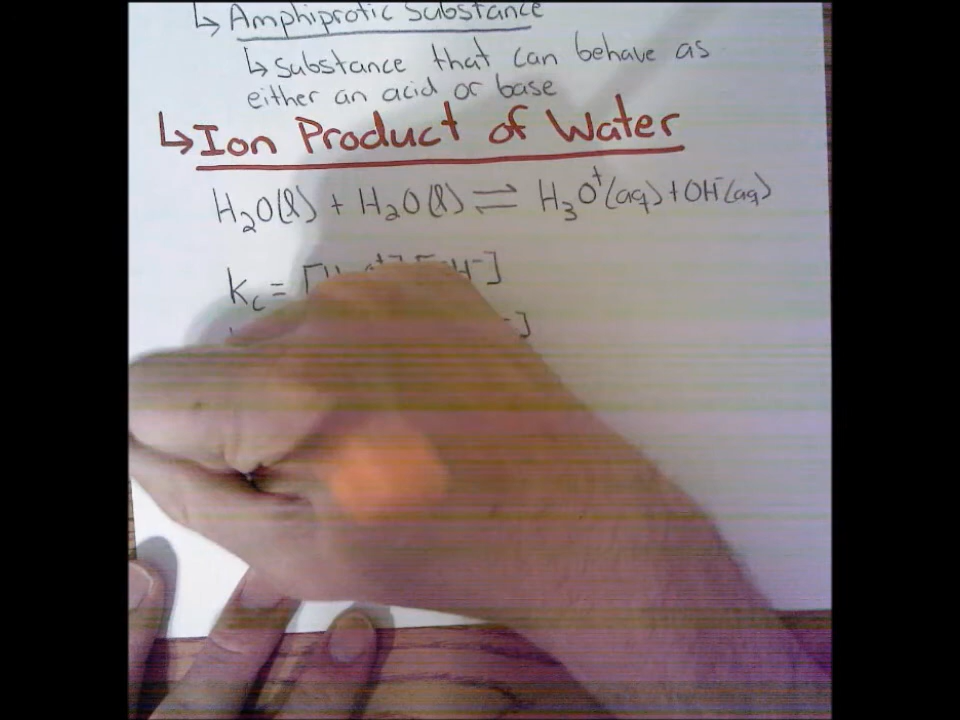 ↳ Amphiprotic Substance
↳ substance that can behave as
either an acid or base
↳ Ion Product of Water
H₂O(l) + H₂O(l) ⇌ H₃O⁺(aq) + OH⁻(aq)
Kc =